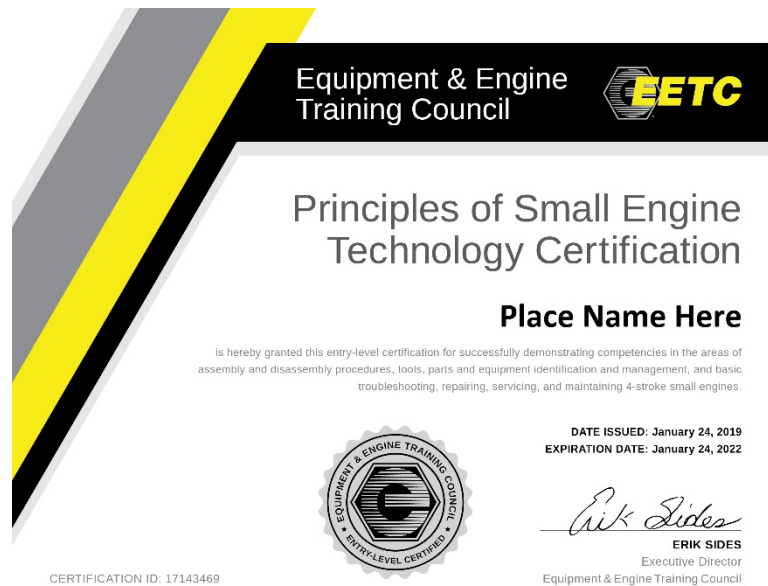 Equipment & Engine
Training Council
EETC
Principles of Small Engine
Technology Certification
Place Name Here
is hereby granted this entry-level certification for successfully demonstrating competencies in the areas of
assembly and disassembly procedures, tools, parts and equipment identification and management, and basic
troubleshooting, repairing, servicing, and maintaining 4-stroke small engines.
DATE ISSUED: January 24, 2019
EXPIRATION DATE: January 24, 2022
EQUIPMENT & ENGINE TRAINING COUNCIL
ENTRY-LEVEL CERTIFIED
Erik Sides
ERIK SIDES
Executive Director
Equipment & Engine Training Council
CERTIFICATION ID: 17143469